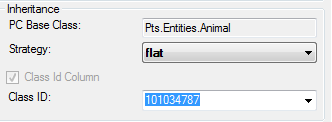 Inheritance
PC Base Class: Pts.Entities.Animal
Strategy: flat
Class Id Column
Class ID: 101034787